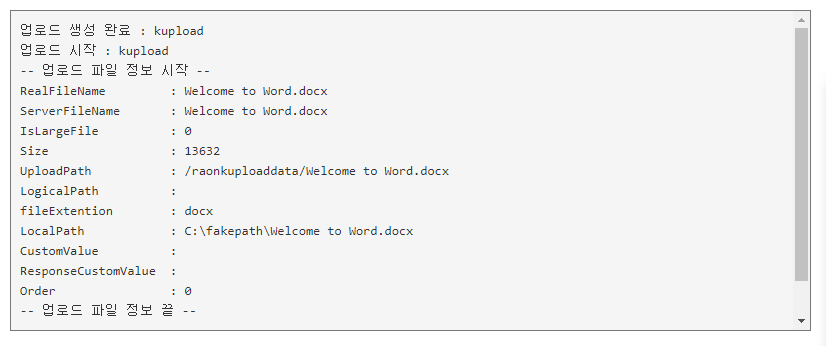 업로드 생성 완료 : kupload
업로드 시작 : kupload
-- 업로드 파일 정보 시작 --
RealFileName : Welcome to Word.docx
ServerFileName : Welcome to Word.docx
IsLargeFile : 0
Size : 13632
UploadPath : /raonkuploaddata/Welcome to Word.docx
LogicalPath :
fileExtention : docx
LocalPath : C:\fakepath\Welcome to Word.docx
CustomValue :
ResponseCustomValue :
Order : 0
-- 업로드 파일 정보 끝 --